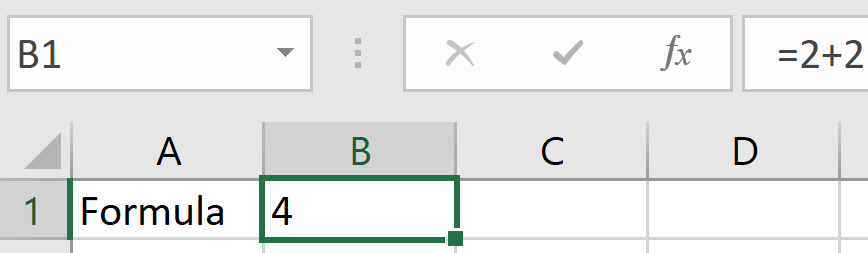 B1 fx =2+2
A B C D
1 Formula 4